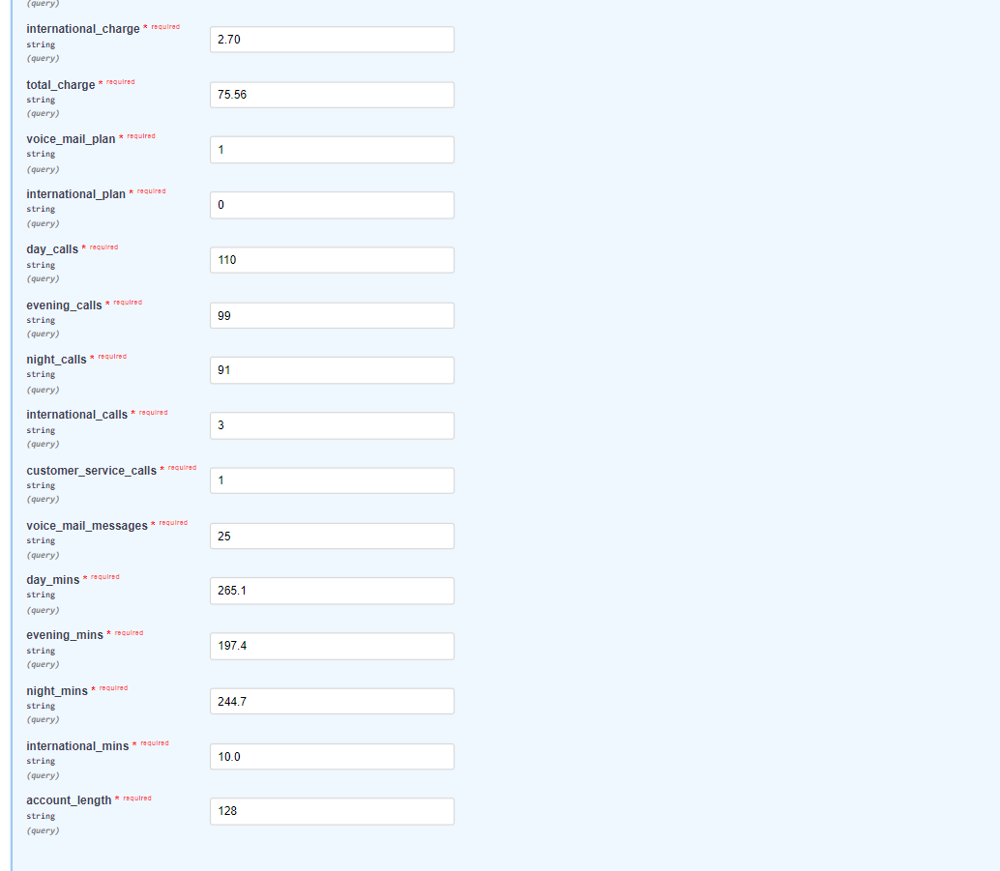 (query)
international_charge * required
string
(query)
2.70
total_charge * required
string
(query)
75.56
voice_mail_plan * required
string
(query)
1
international_plan * required
string
(query)
0
day_calls * required
string
(query)
110
evening_calls * required
string
(query)
99
night_calls * required
string
(query)
91
international_calls * required
string
(query)
3
customer_service_calls * required
string
(query)
1
voice_mail_messages * required
string
(query)
25
day_mins * required
string
(query)
265.1
evening_mins * required
string
(query)
197.4
night_mins * required
string
(query)
244.7
international_mins * required
string
(query)
10.0
account_length * required
string
(query)
128